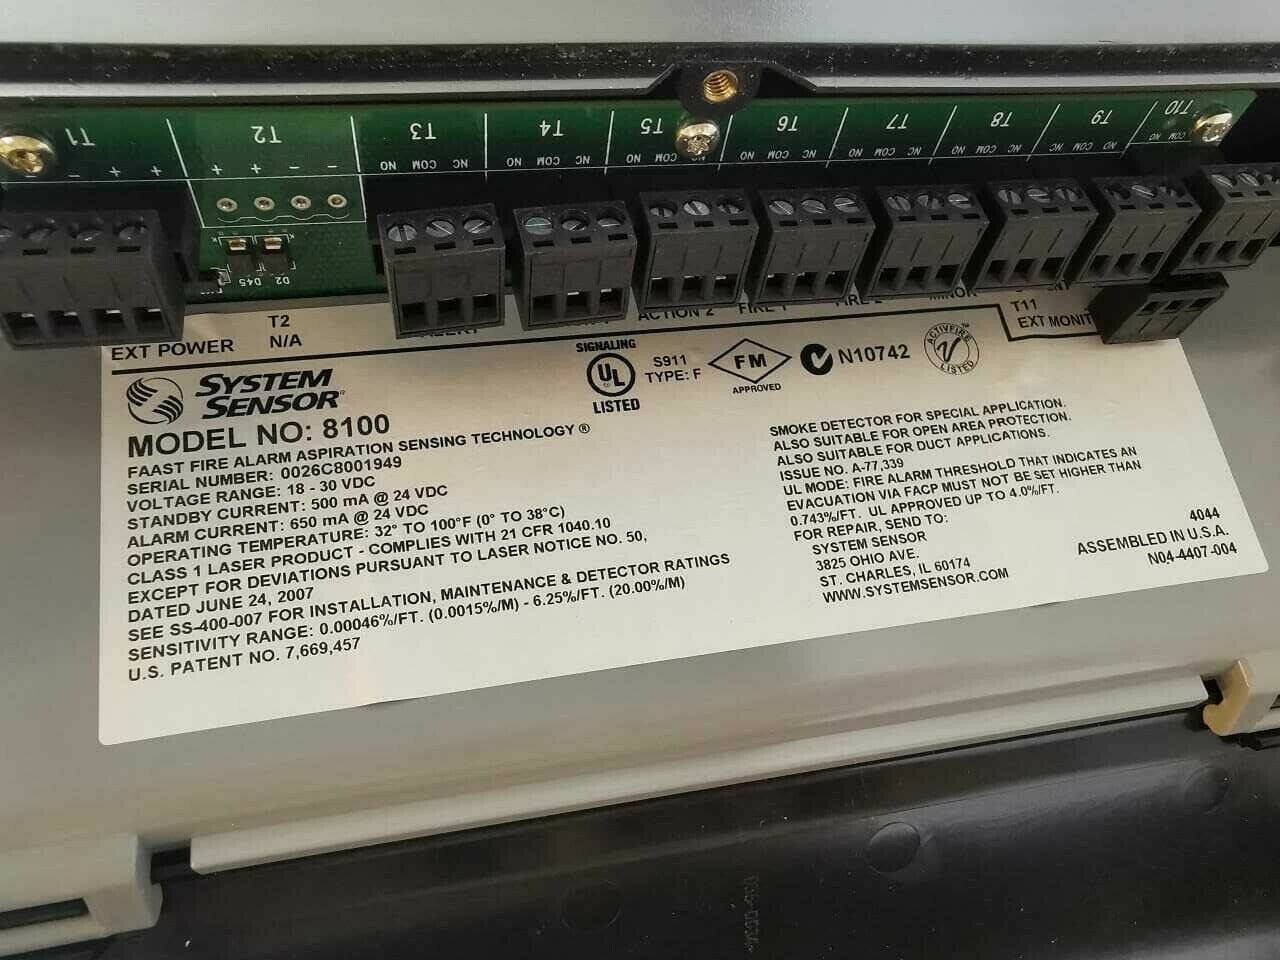 T1 T2 T3 T4 T5 T6 T7 T8 T9 T10
− − + +
+ + − −
NO COM NC
NO COM NC
NO COM NC
NO COM NC
NO COM NC
NO COM NC
NC COM NO
COM
D45 D2
EXT POWER
T2
N/A
ACTION 2
FIRE 1
MINOR
T11
EXT MONIT
SYSTEM
SENSOR®
MODEL NO: 8100
FAAST FIRE ALARM ASPIRATION SENSING TECHNOLOGY ®
SERIAL NUMBER: 0026C8001949
VOLTAGE RANGE: 18 - 30 VDC
STANDBY CURRENT: 500 mA @ 24 VDC
ALARM CURRENT: 650 mA @ 24 VDC
OPERATING TEMPERATURE: 32° TO 100°F (0° TO 38°C)
CLASS 1 LASER PRODUCT - COMPLIES WITH 21 CFR 1040.10
EXCEPT FOR DEVIATIONS PURSUANT TO LASER NOTICE NO. 50,
DATED JUNE 24, 2007
SEE SS-400-007 FOR INSTALLATION, MAINTENANCE & DETECTOR RATINGS
SENSITIVITY RANGE: 0.00046%/FT. (0.0015%/M) - 6.25%/FT. (20.00%/M)
U.S. PATENT NO. 7,669,457
SIGNALING
UL
LISTED
S911
TYPE: F
FM
APPROVED
N10742
ACTIVFIRE
LISTED
SMOKE DETECTOR FOR SPECIAL APPLICATION.
ALSO SUITABLE FOR OPEN AREA PROTECTION.
ALSO SUITABLE FOR DUCT APPLICATIONS.
ISSUE NO. A-77,339
UL MODE: FIRE ALARM THRESHOLD THAT INDICATES AN
EVACUATION VIA FACP MUST NOT BE SET HIGHER THAN
0.743%/FT. UL APPROVED UP TO 4.0%/FT.
FOR REPAIR, SEND TO:
SYSTEM SENSOR
3825 OHIO AVE.
ST. CHARLES, IL 60174
WWW.SYSTEMSENSOR.COM
4044
ASSEMBLED IN U.S.A.
N04-4407-004